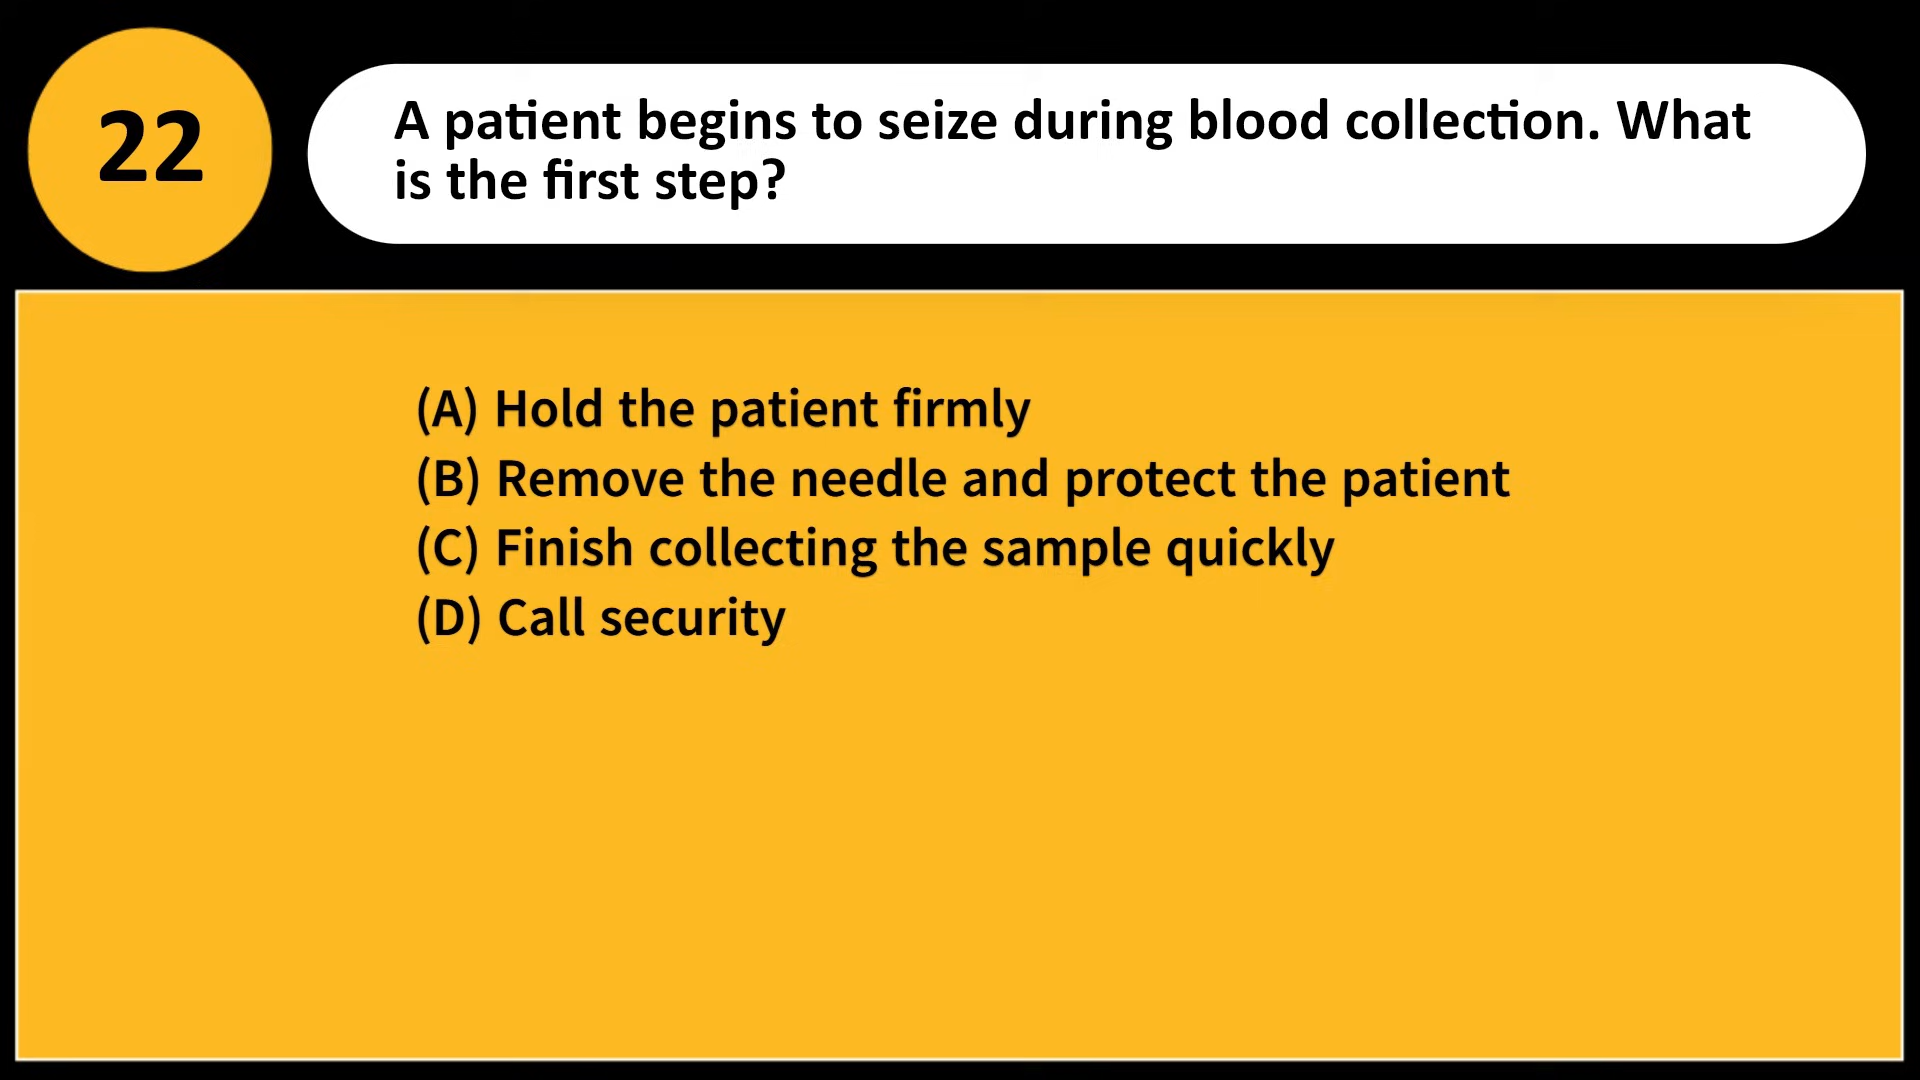 22
A patient begins to seize during blood collection. What
is the first step?
(A) Hold the patient firmly
(B) Remove the needle and protect the patient
(C) Finish collecting the sample quickly
(D) Call security